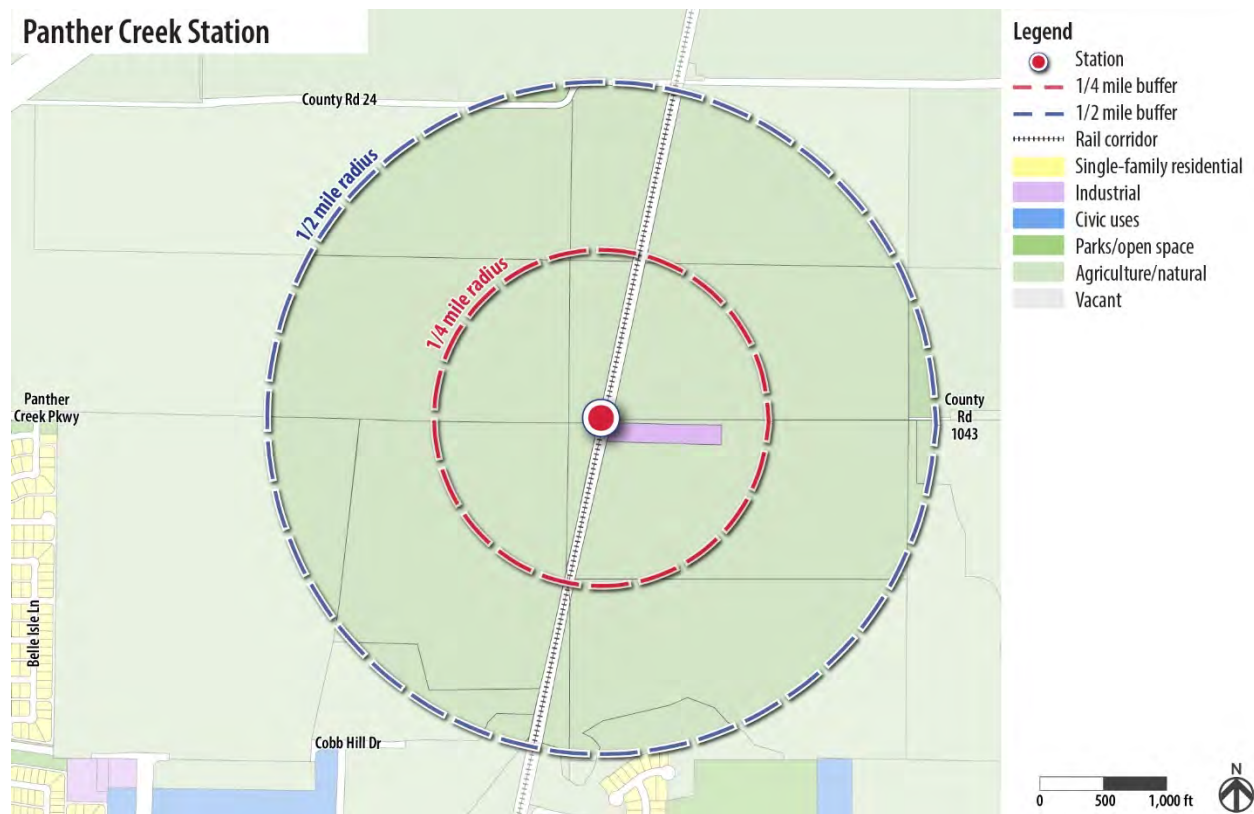 Panther Creek Station
Legend
Station
1/4 mile buffer
1/2 mile buffer
Rail corridor
Single-family residential
Industrial
Civic uses
Parks/open space
Agriculture/natural
Vacant
County Rd 24
1/2 mile radius
1/4 mile radius
Panther
Creek Pkwy
County
Rd
1043
Belle Isle Ln
Cobb Hill Dr
N
0 500 1,000 ft